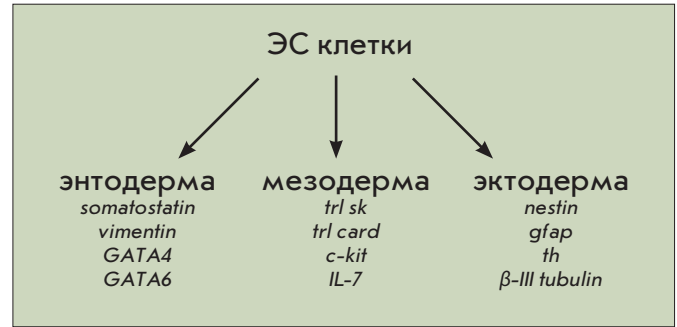 ЭС клетки
энтодерма
somatostatin
vimentin
GATA4
GATA6
мезодерма
trl sk
trl card
c-kit
IL-7
эктодерма
nestin
gfap
th
β-III tubulin